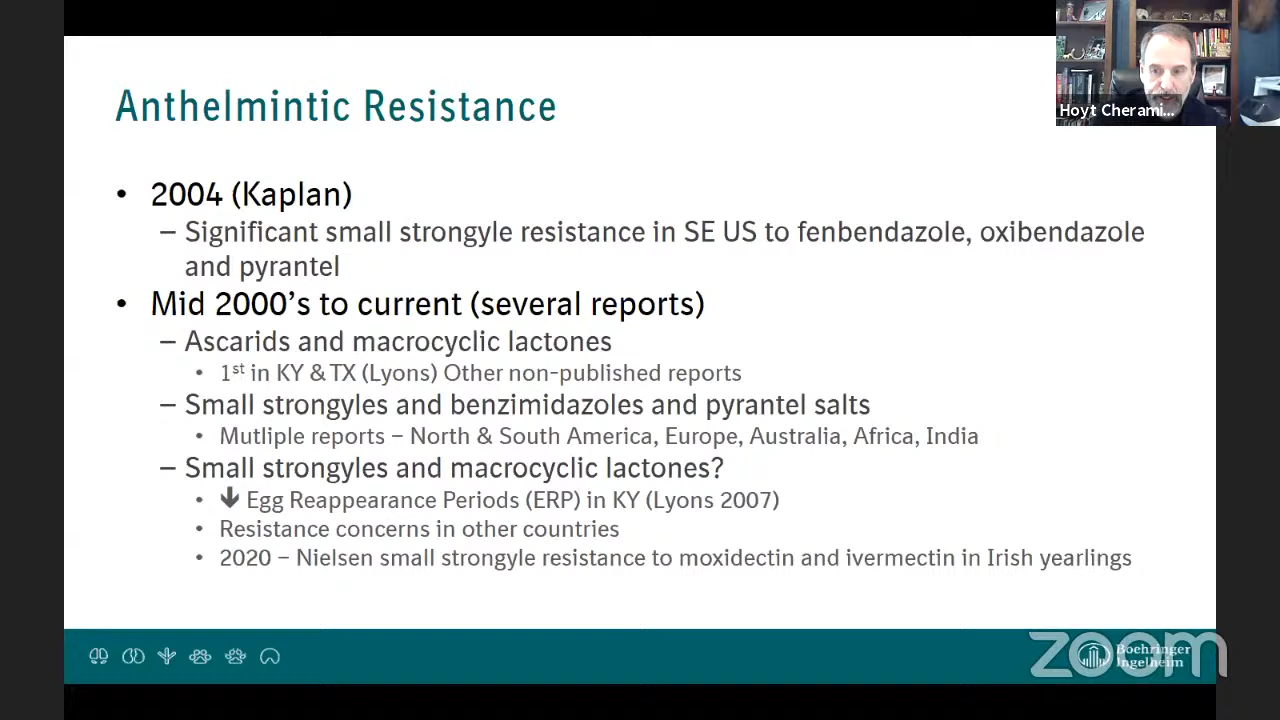 Hoyt Cherami...
Anthelmintic Resistance
• 2004 (Kaplan)
– Significant small strongyle resistance in SE US to fenbendazole, oxibendazole
and pyrantel
• Mid 2000's to current (several reports)
– Ascarids and macrocyclic lactones
• 1st in KY & TX (Lyons) Other non-published reports
– Small strongyles and benzimidazoles and pyrantel salts
• Mutliple reports – North & South America, Europe, Australia, Africa, India
– Small strongyles and macrocyclic lactones?
• 🡇 Egg Reappearance Periods (ERP) in KY (Lyons 2007)
• Resistance concerns in other countries
• 2020 – Nielsen small strongyle resistance to moxidectin and ivermectin in Irish yearlings
zoom
Boehringer
Ingelheim